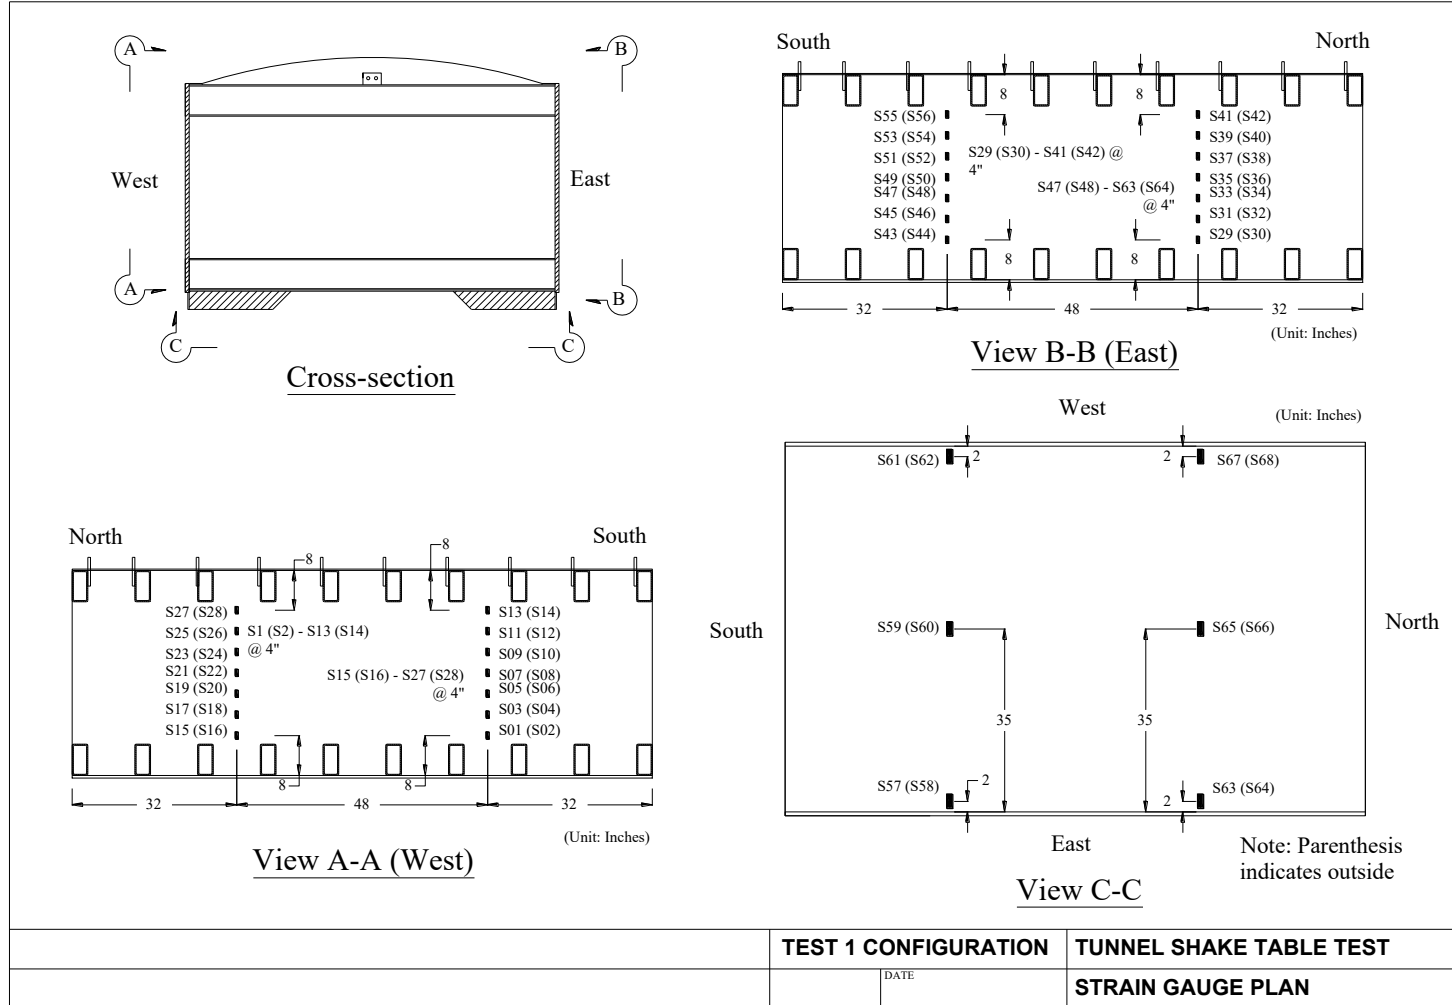 A
B
West
East
A
B
C
C
Cross-section
South
North
8
8
S55 (S56)
S53 (S54)
S51 (S52)
S49 (S50)
S47 (S48)
S45 (S46)
S43 (S44)
S29 (S30) - S41 (S42) @
4"
S47 (S48) - S63 (S64)
@ 4"
S41 (S42)
S39 (S40)
S37 (S38)
S35 (S36)
S33 (S34)
S31 (S32)
S29 (S30)
8
8
32
48
32
(Unit: Inches)
View B-B (East)
North
South
8
8
S27 (S28)
S25 (S26)
S23 (S24)
S21 (S22)
S19 (S20)
S17 (S18)
S15 (S16)
S1 (S2) - S13 (S14)
@ 4"
S15 (S16) - S27 (S28)
@ 4"
S13 (S14)
S11 (S12)
S09 (S10)
S07 (S08)
S05 (S06)
S03 (S04)
S01 (S02)
8
8
32
48
32
(Unit: Inches)
View A-A (West)
West
(Unit: Inches)
S61 (S62)
2
2
S67 (S68)
South
S59 (S60)
S65 (S66)
North
35
35
S57 (S58)
2
2
S63 (S64)
East
Note: Parenthesis
indicates outside
View C-C
TEST 1 CONFIGURATION
TUNNEL SHAKE TABLE TEST
DATE
STRAIN GAUGE PLAN